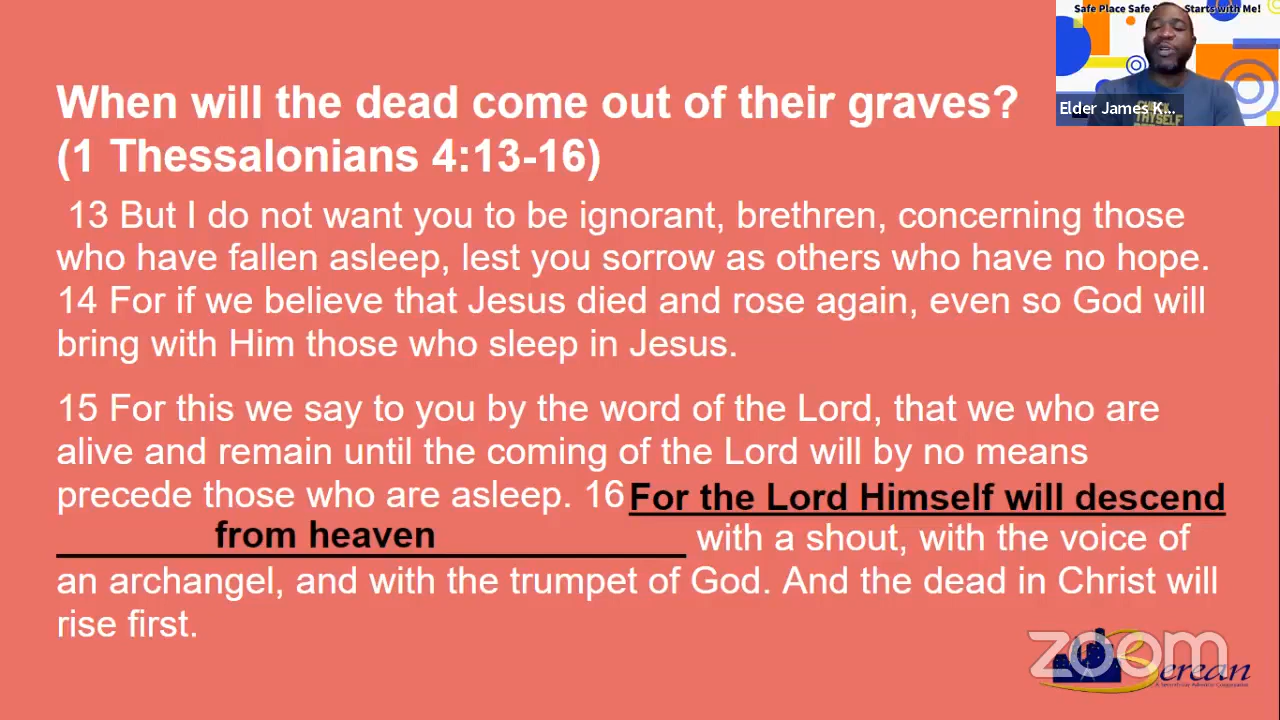 Safe Place Safe Starts with Me!
Elder James K...
When will the dead come out of their graves?
(1 Thessalonians 4:13-16)
13 But I do not want you to be ignorant, brethren, concerning those
who have fallen asleep, lest you sorrow as others who have no hope.
14 For if we believe that Jesus died and rose again, even so God will
bring with Him those who sleep in Jesus.
15 For this we say to you by the word of the Lord, that we who are
alive and remain until the coming of the Lord will by no means
precede those who are asleep. 16 For the Lord Himself will descend
from heaven with a shout, with the voice of
an archangel, and with the trumpet of God. And the dead in Christ will
rise first.
zoom
Berean